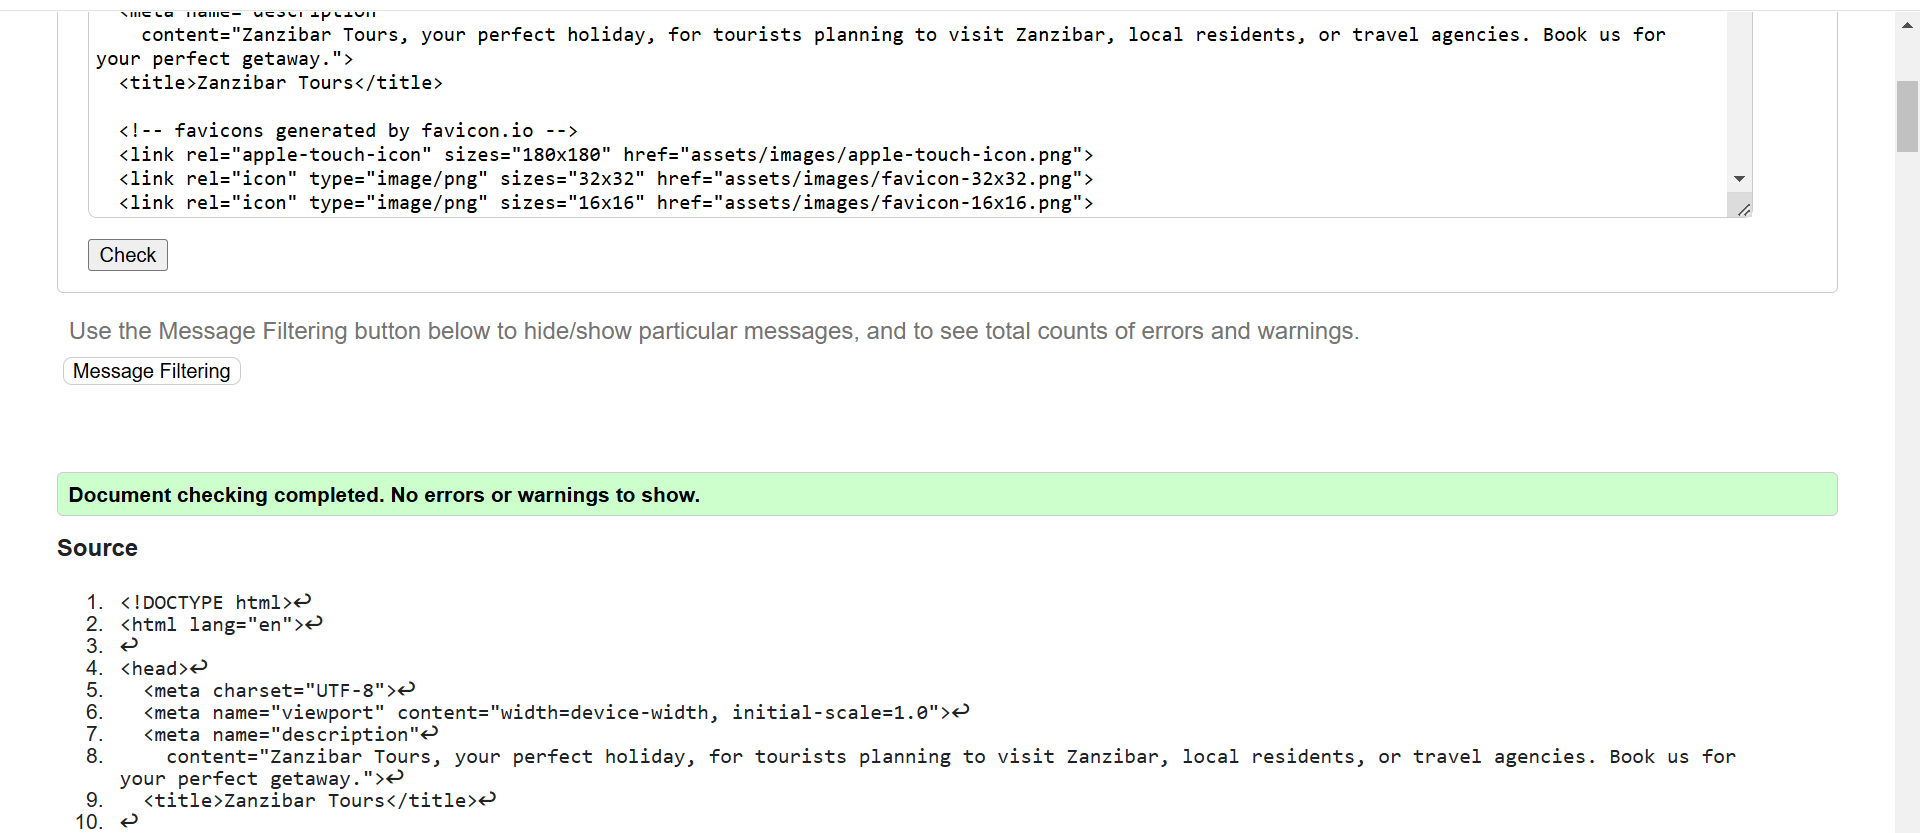 <meta name="description"
content="Zanzibar Tours, your perfect holiday, for tourists planning to visit Zanzibar, local residents, or travel agencies. Book us for
your perfect getaway.">
<title>Zanzibar Tours</title>
<!-- favicons generated by favicon.io -->
<link rel="apple-touch-icon" sizes="180x180" href="assets/images/apple-touch-icon.png">
<link rel="icon" type="image/png" sizes="32x32" href="assets/images/favicon-32x32.png">
<link rel="icon" type="image/png" sizes="16x16" href="assets/images/favicon-16x16.png">
Check
Use the Message Filtering button below to hide/show particular messages, and to see total counts of errors and warnings.
Message Filtering
Document checking completed. No errors or warnings to show.
Source
1. <!DOCTYPE html>↩
2. <html lang="en">↩
3. ↩
4. <head>↩
5. <meta charset="UTF-8">↩
6. <meta name="viewport" content="width=device-width, initial-scale=1.0">↩
7. <meta name="description"↩
8. content="Zanzibar Tours, your perfect holiday, for tourists planning to visit Zanzibar, local residents, or travel agencies. Book us for
your perfect getaway.">↩
9. <title>Zanzibar Tours</title>↩
10. ↩